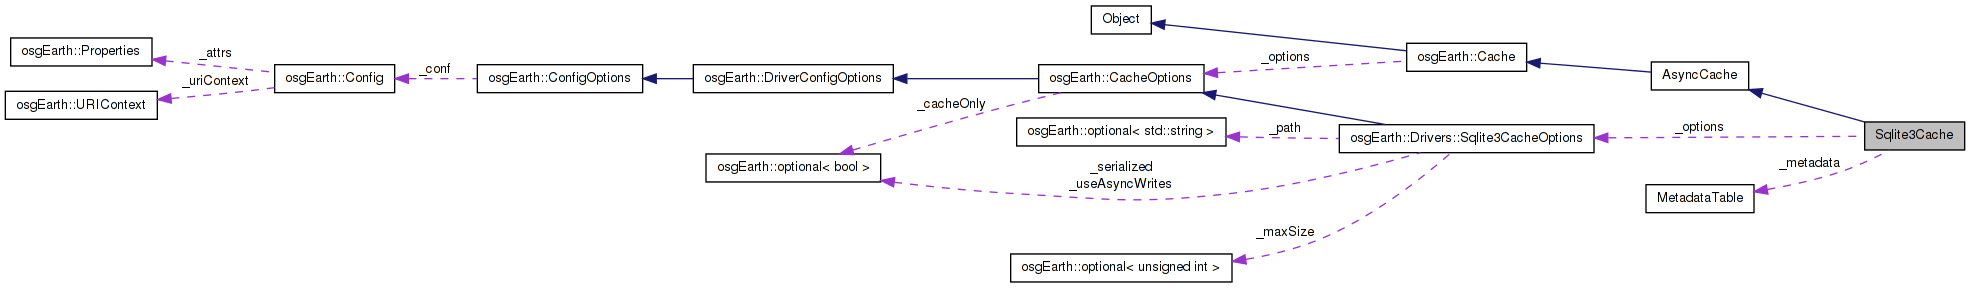 Object
osgEarth::Properties
_attrs
osgEarth::Cache
_options
_conf
AsyncCache
osgEarth::Config
osgEarth::ConfigOptions
osgEarth::DriverConfigOptions
osgEarth::CacheOptions
_uriContext
osgEarth::URIContext
_cacheOnly
osgEarth::optional< std::string >
_path
osgEarth::Drivers::Sqlite3CacheOptions
_options
Sqlite3Cache
osgEarth::optional< bool >
_serialized
_useAsyncWrites
_metadata
MetadataTable
_maxSize
osgEarth::optional< unsigned int >